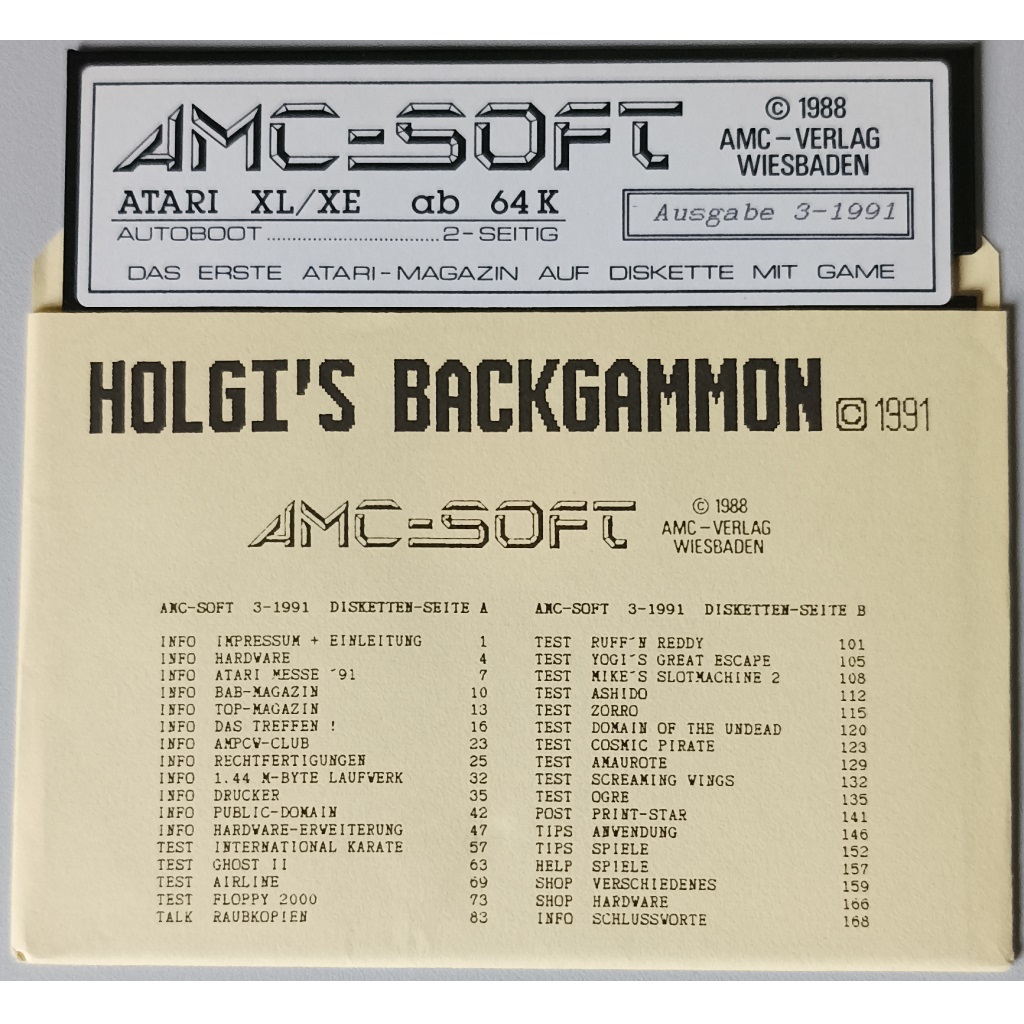 AMC-SOFT
© 1988
AMC-VERLAG
WIESBADEN
ATARI XL/XE ab 64K
AUTOBOOT..............................2-SEITIG
Ausgabe 3-1991
DAS ERSTE ATARI-MAGAZIN AUF DISKETTE MIT GAME
HOLGI'S BACKGAMMON © 1991
AMC-SOFT
© 1988
AMC-VERLAG
WIESBADEN
AMC-SOFT 3-1991 DISKETTEN-SEITE A
INFO IMPRESSUM + EINLEITUNG 1
INFO HARDWARE 4
INFO ATARI MESSE ´91 7
INFO BAB-MAGAZIN 10
INFO TOP-MAGAZIN 13
INFO DAS TREFFEN ! 16
INFO AMPCW-CLUB 23
INFO RECHTFERTIGUNGEN 25
INFO 1.44 M-BYTE LAUFWERK 32
INFO DRUCKER 35
INFO PUBLIC-DOMAIN 42
INFO HARDWARE-ERWEITERUNG 47
TEST INTERNATIONAL KARATE 57
TEST GHOST II 63
TEST AIRLINE 69
TEST FLOPPY 2000 73
TALK RAUBKOPIEN 83
AMC-SOFT 3-1991 DISKETTEN-SEITE B
TEST RUFF´N REDDY 101
TEST YOGI´S GREAT ESCAPE 105
TEST MIKE´S SLOTMACHINE 2 108
TEST ASHIDO 112
TEST ZORRO 115
TEST DOMAIN OF THE UNDEAD 120
TEST COSMIC PIRATE 123
TEST AMAUROTE 129
TEST SCREAMING WINGS 132
TEST OGRE 135
POST PRINT-STAR 141
TIPS ANWENDUNG 146
TIPS SPIELE 152
HELP SPIELE 157
SHOP VERSCHIEDENES 159
SHOP HARDWARE 166
INFO SCHLUSSWORTE 168